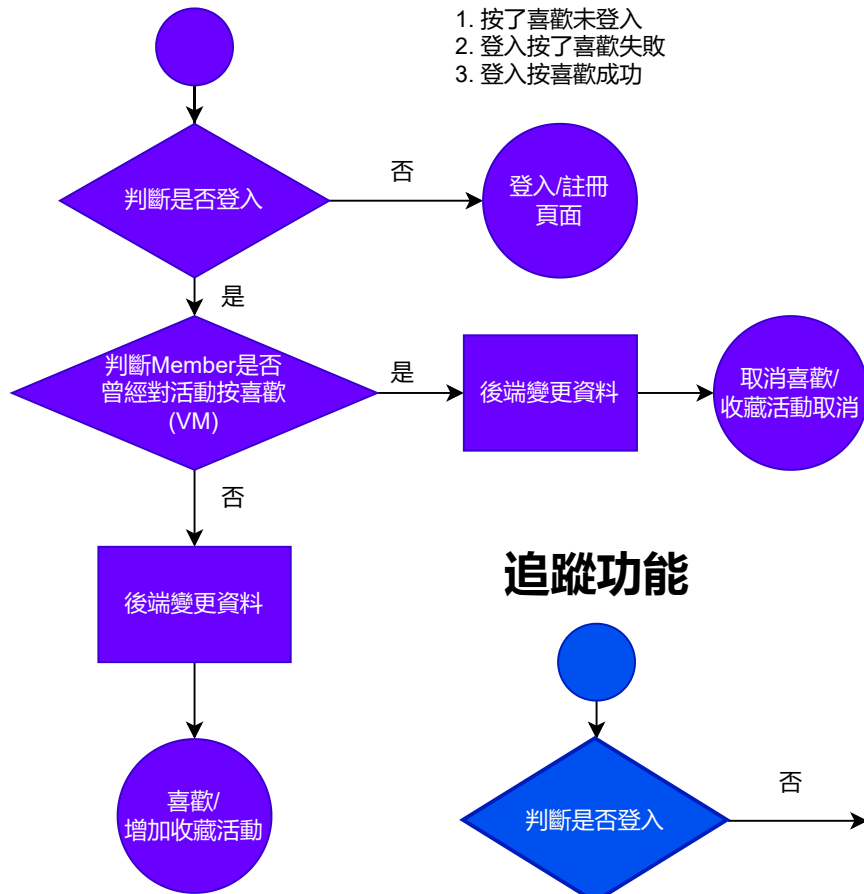 1. 按了喜歡未登入
2. 登入按了喜歡失敗
3. 登入按喜歡成功
判斷是否登入
否
登入/註冊
頁面
是
判斷Member是否
曾經對活動按喜歡
(VM)
是
後端變更資料
取消喜歡/
收藏活動取消
否
後端變更資料
喜歡/
增加收藏活動
追蹤功能
判斷是否登入
否